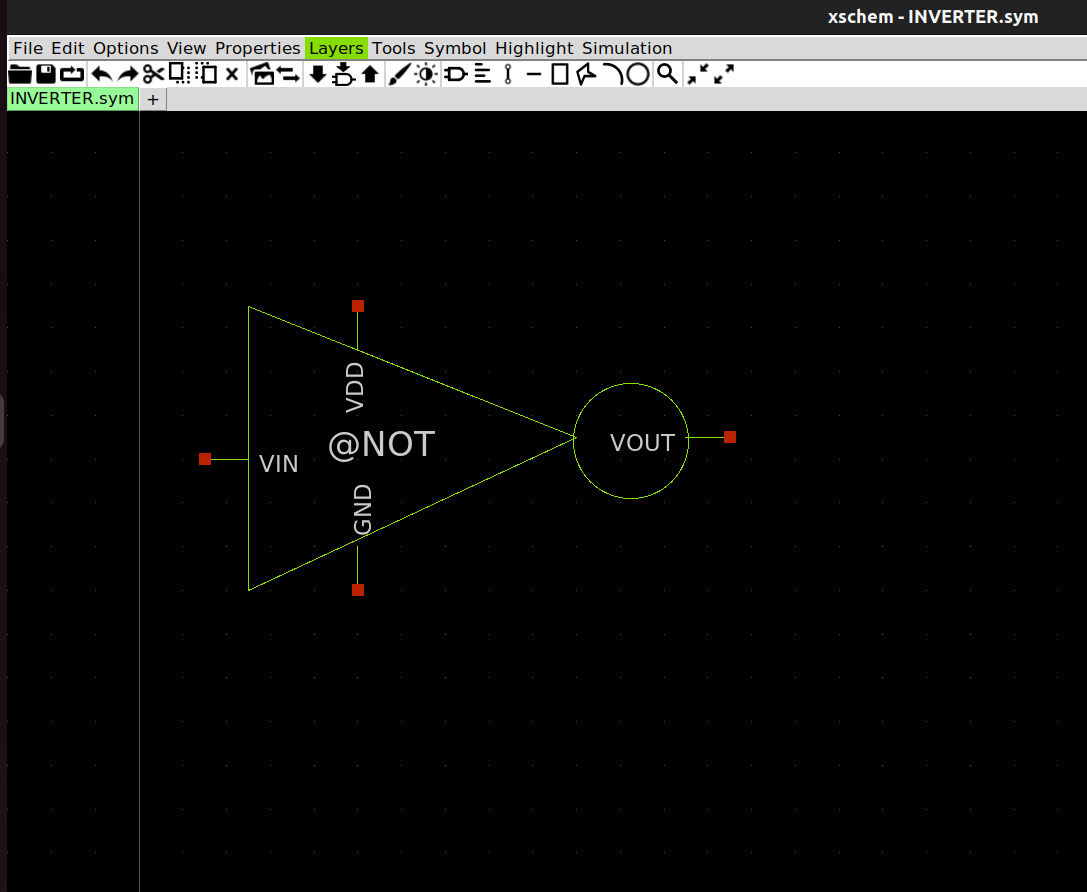 xschem - INVERTER.sym
File Edit Options View Properties Layers Tools Symbol Highlight Simulation
INVERTER.sym +
VDD
@NOT
VIN
VOUT
GND